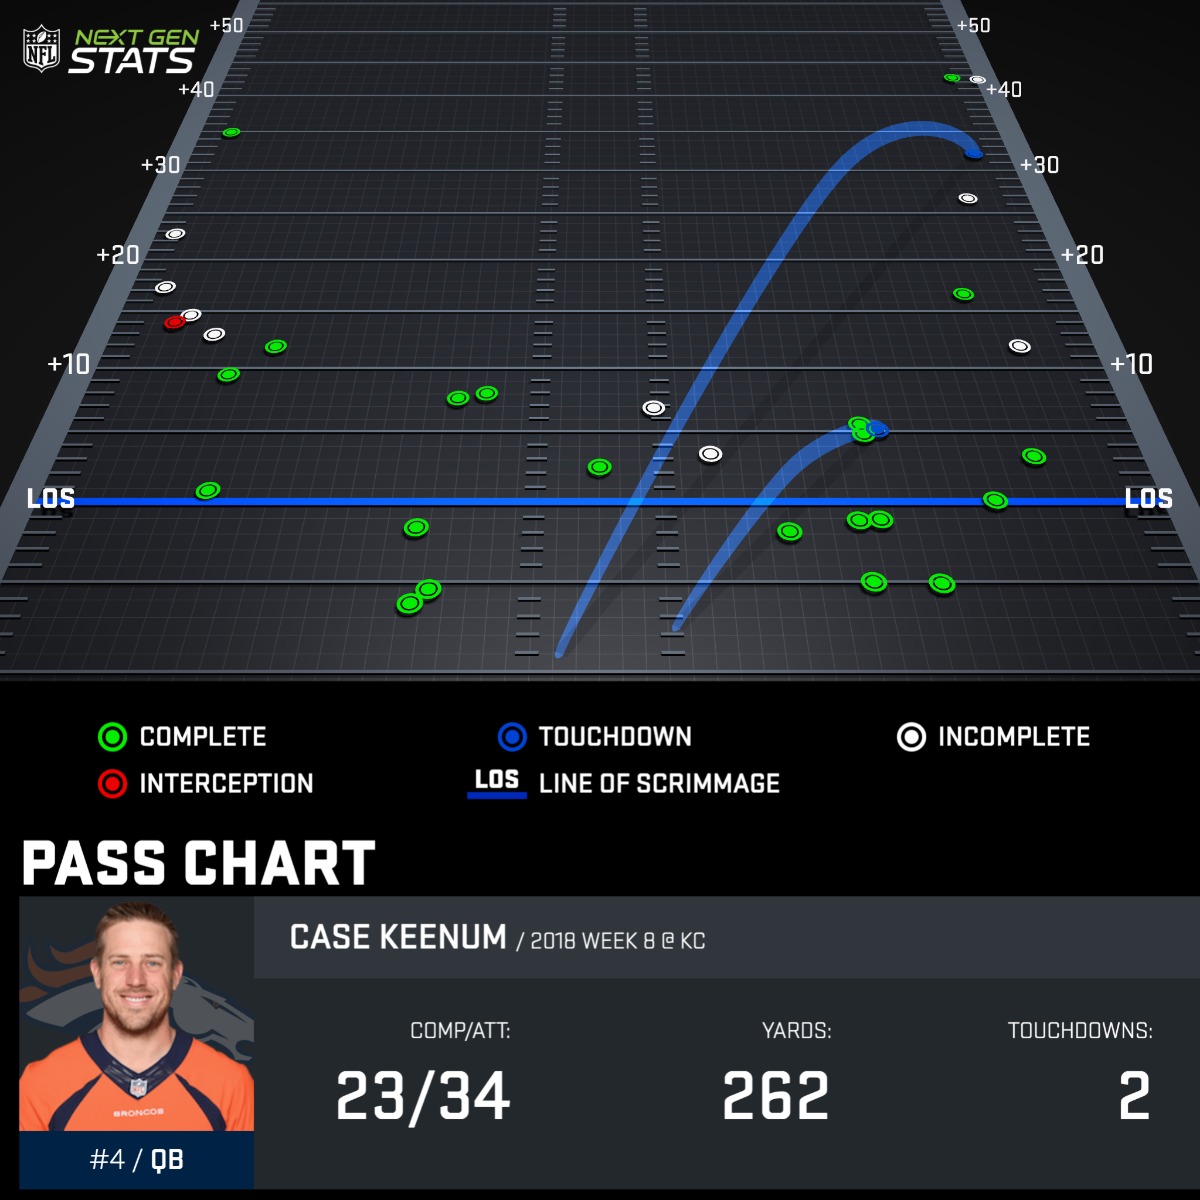 NFL
NEXT GEN
STATS
+50 +50
+40 +40
+30 +30
+20 +20
+10 +10
LOS LOS
COMPLETE TOUCHDOWN INCOMPLETE
INTERCEPTION LOS LINE OF SCRIMMAGE
PASS CHART
CASE KEENUM / 2018 WEEK 8 @ KC
COMP/ATT: YARDS: TOUCHDOWNS:
23/34 262 2
BRONCOS
#4 / QB